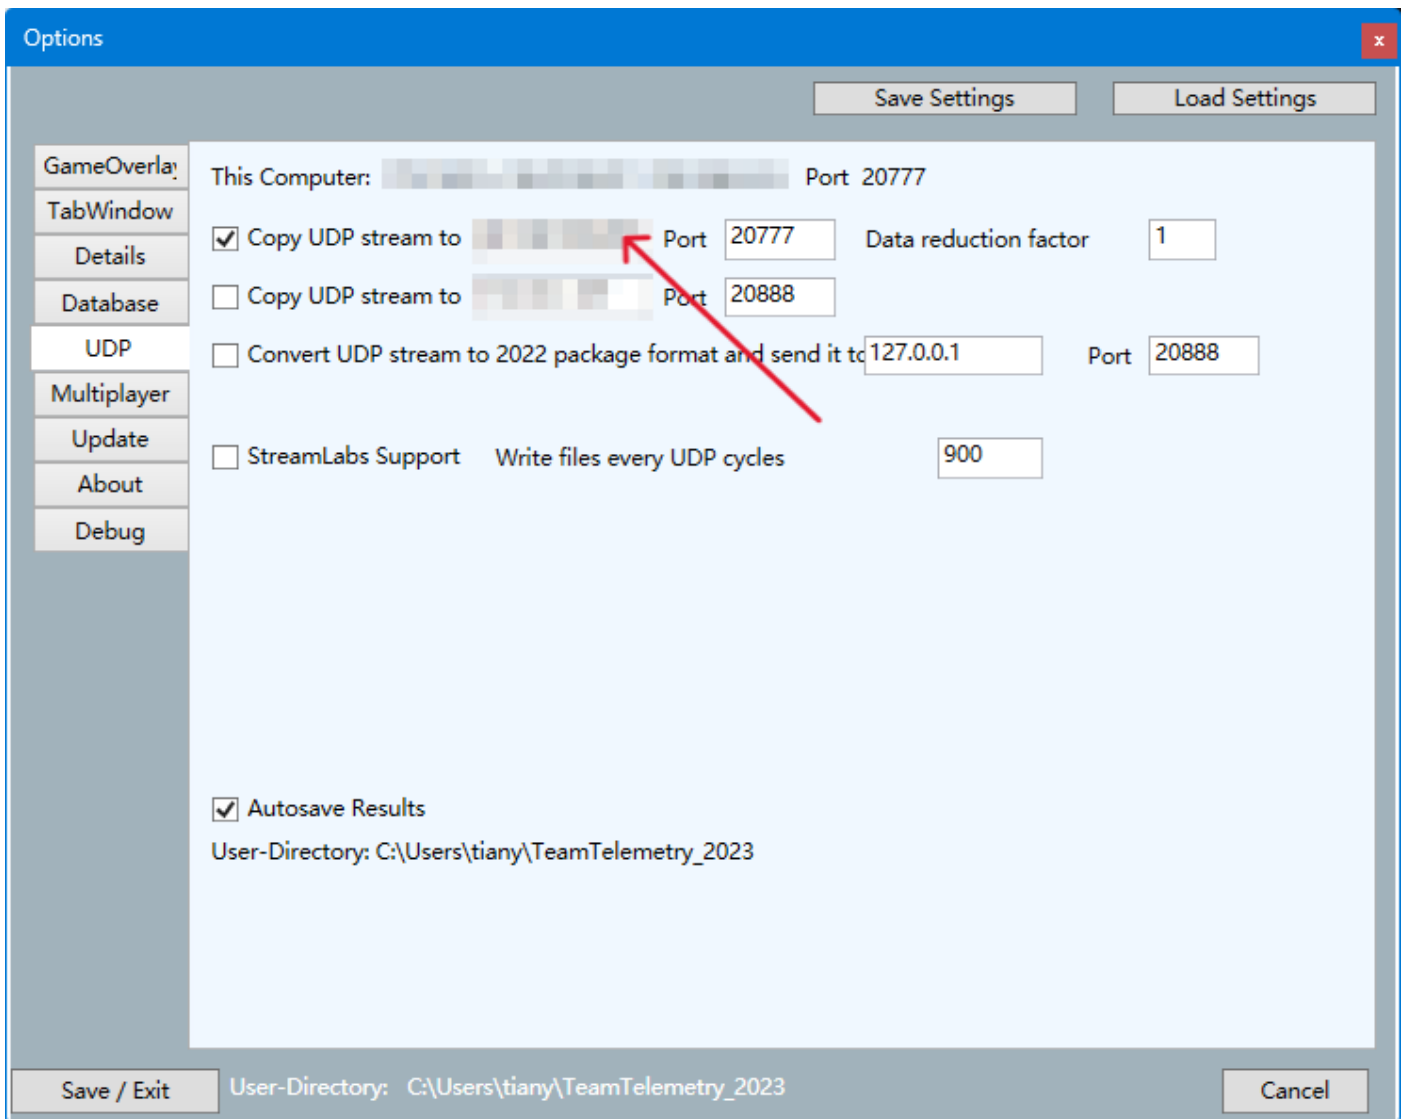 Options
x
Save Settings
Load Settings
GameOverlay
This Computer: Port 20777
TabWindow
Copy UDP stream to Port 20777 Data reduction factor 1
Details
Copy UDP stream to Port 20888
Database
UDP
Convert UDP stream to 2022 package format and send it to 127.0.0.1 Port 20888
Multiplayer
Update
StreamLabs Support Write files every UDP cycles 900
About
Debug
Autosave Results
User-Directory: C:\Users\tiany\TeamTelemetry_2023
Save / Exit
User-Directory: C:\Users\tiany\TeamTelemetry_2023
Cancel